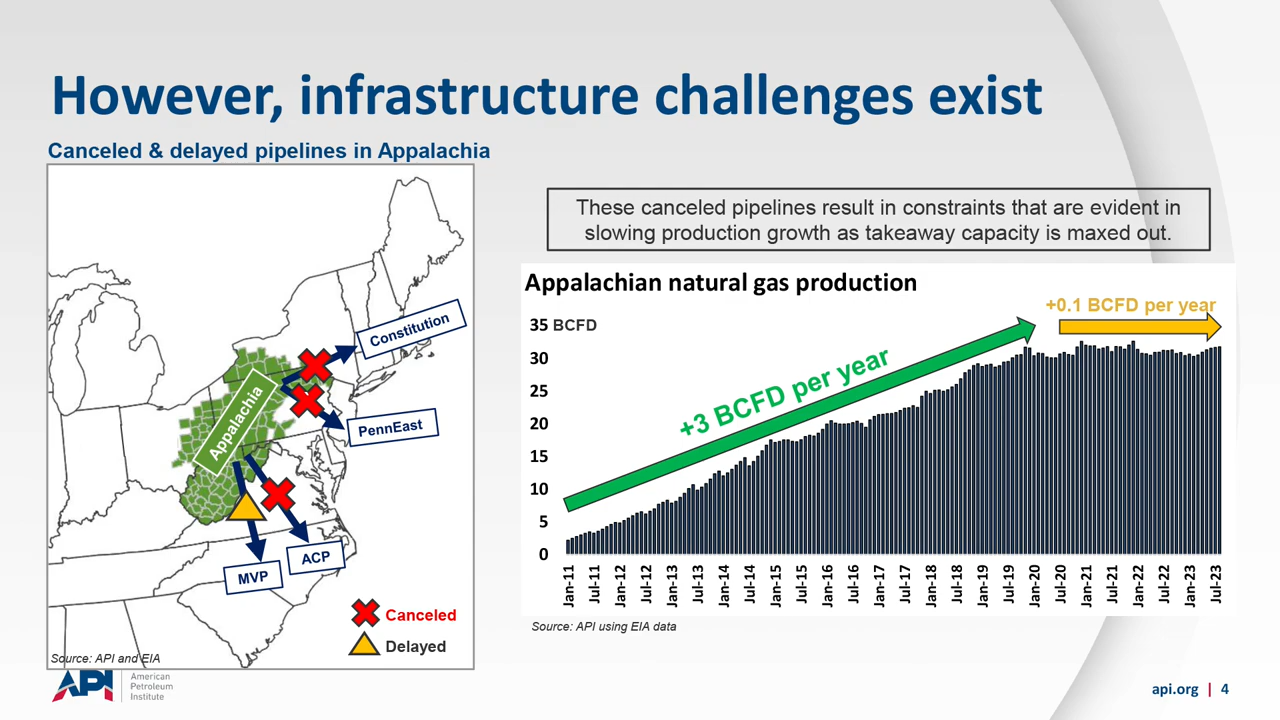 However, infrastructure challenges exist
Canceled & delayed pipelines in Appalachia
Constitution
Appalachia
PennEast
ACP
MVP
Canceled
Delayed
Source: API and EIA
These canceled pipelines result in constraints that are evident in
slowing production growth as takeaway capacity is maxed out.
Appalachian natural gas production
+0.1 BCFD per year
35 BCFD
+3 BCFD per year
30
25
20
15
10
5
0
Jan-11
Jul-11
Jan-12
Jul-12
Jan-13
Jul-13
Jan-14
Jul-14
Jan-15
Jul-15
Jan-16
Jul-16
Jan-17
Jul-17
Jan-18
Jul-18
Jan-19
Jul-19
Jan-20
Jul-20
Jan-21
Jul-21
Jan-22
Jul-22
Jan-23
Jul-23
Source: API using EIA data
API
American
Petroleum
Institute
api.org | 4